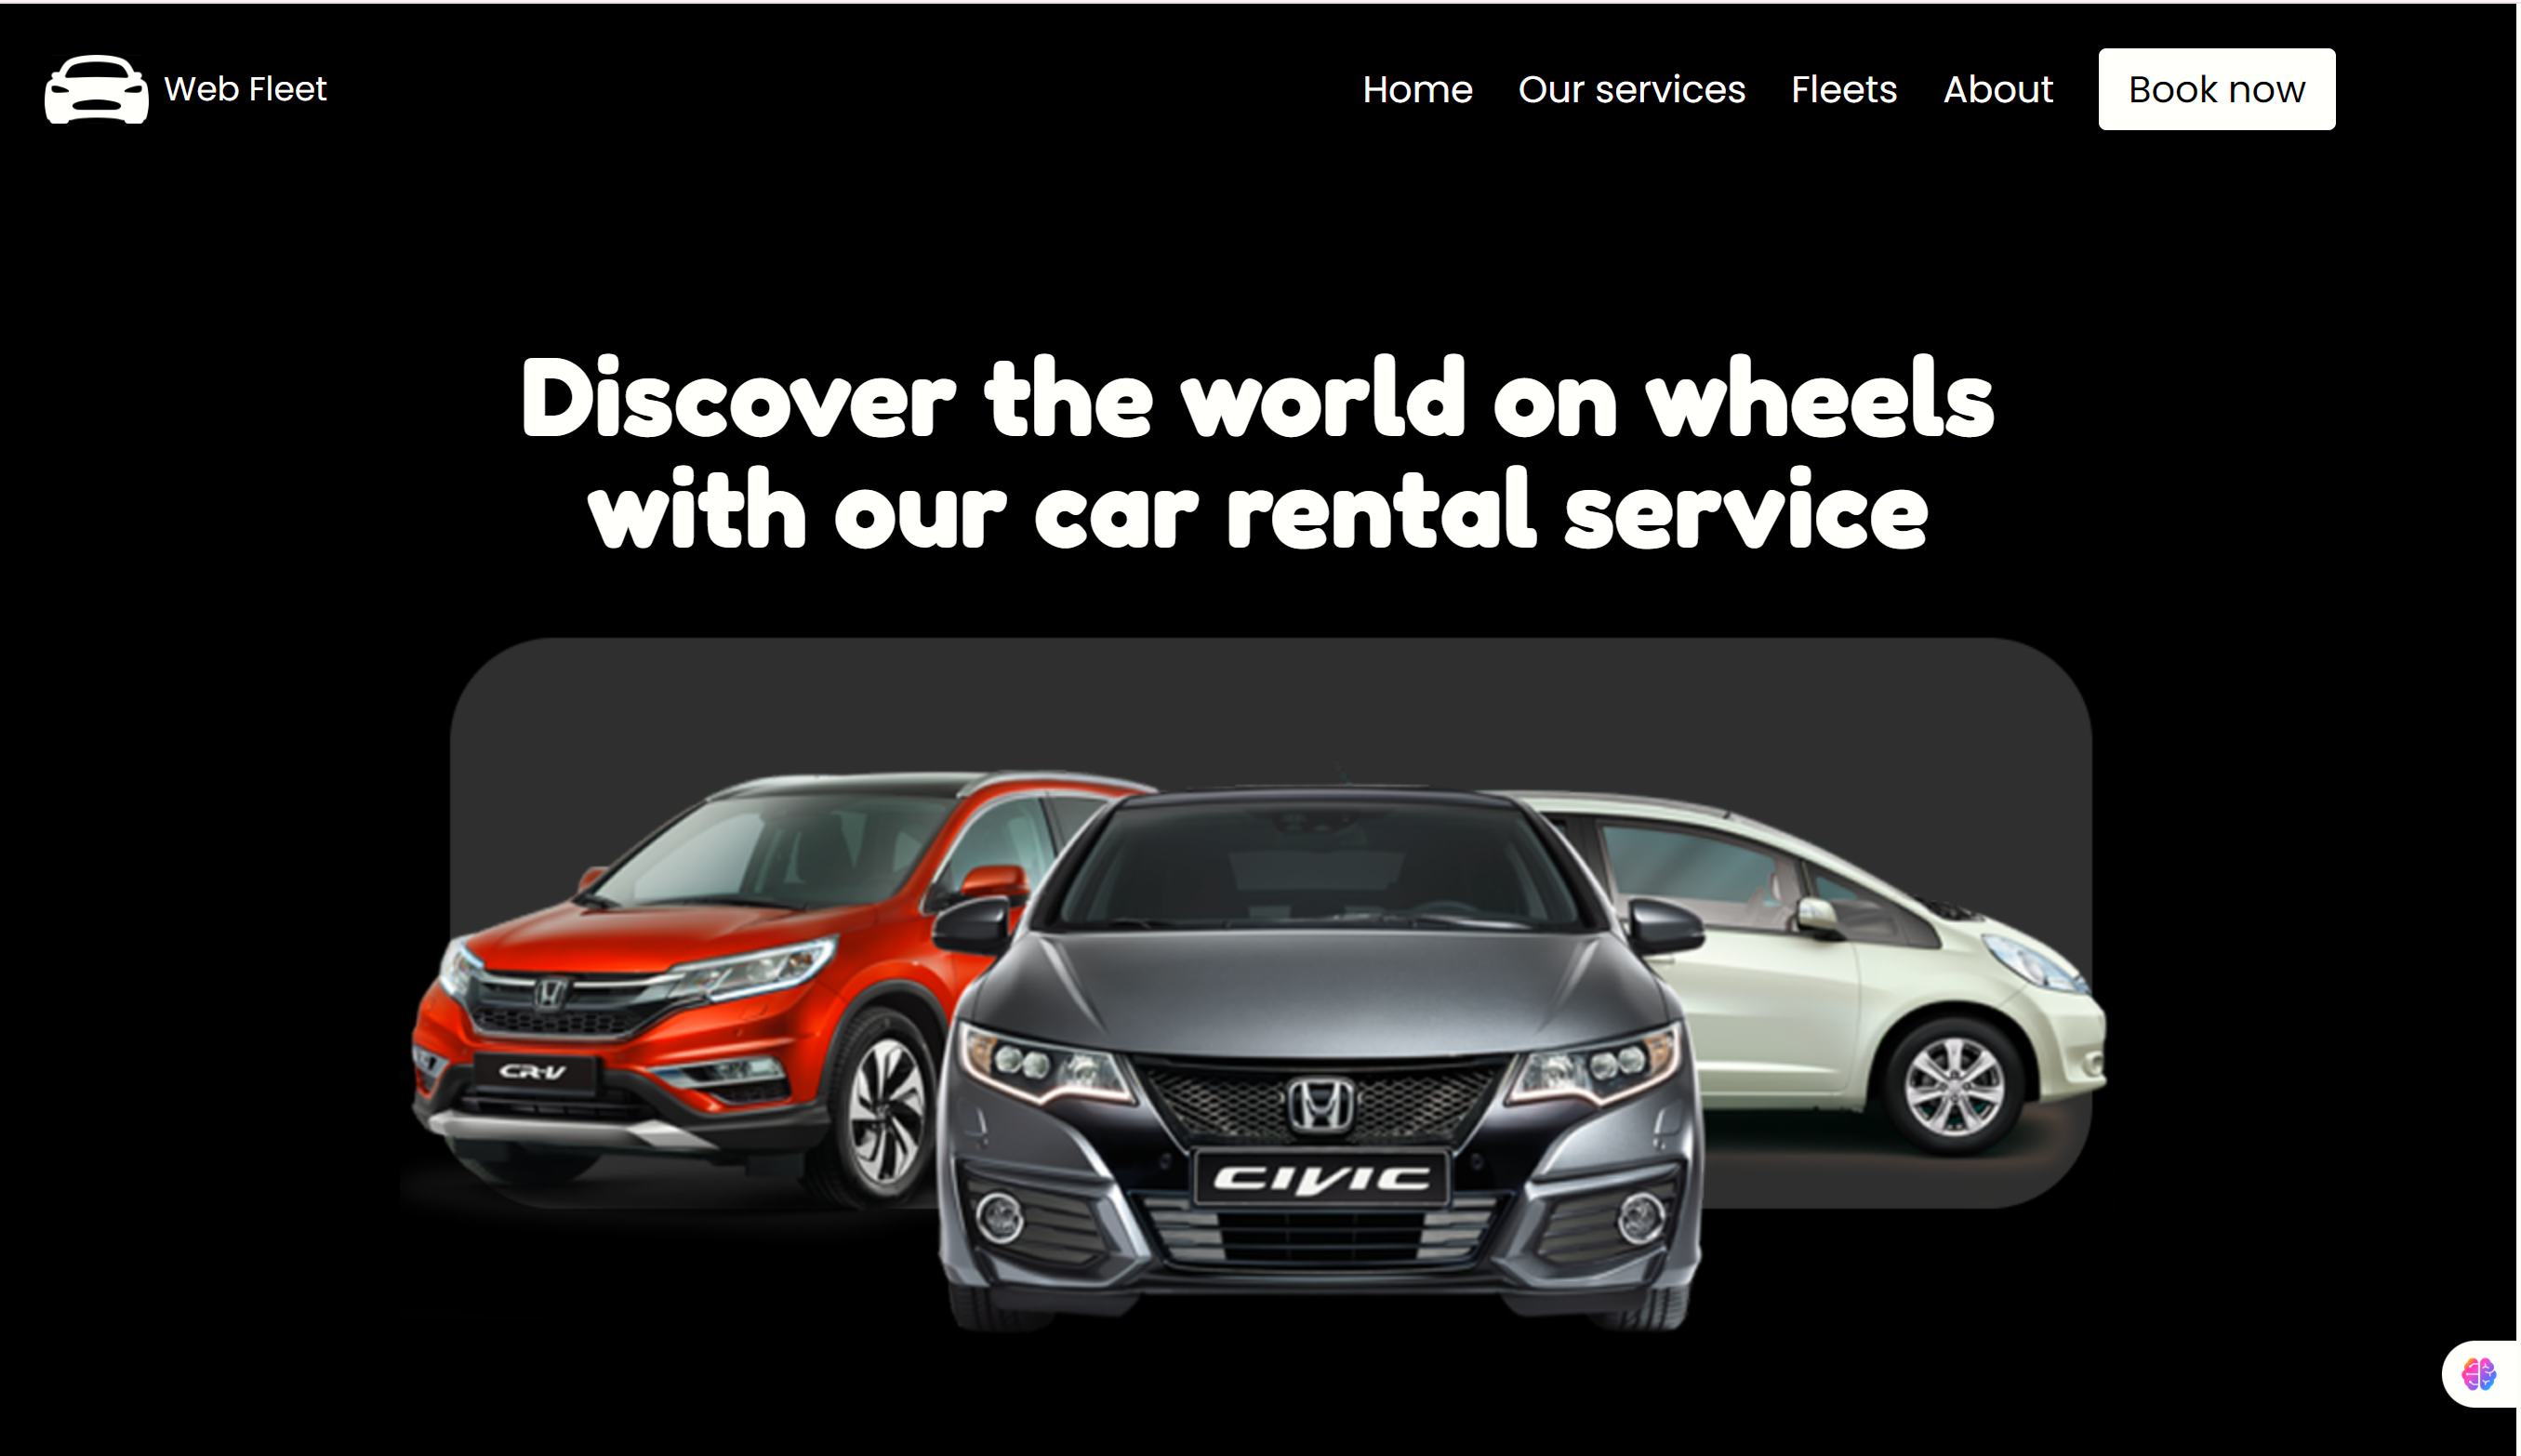 Web Fleet
Home Our services Fleets About Book now
Discover the world on wheels
with our car rental service
CR-V
CIVIC